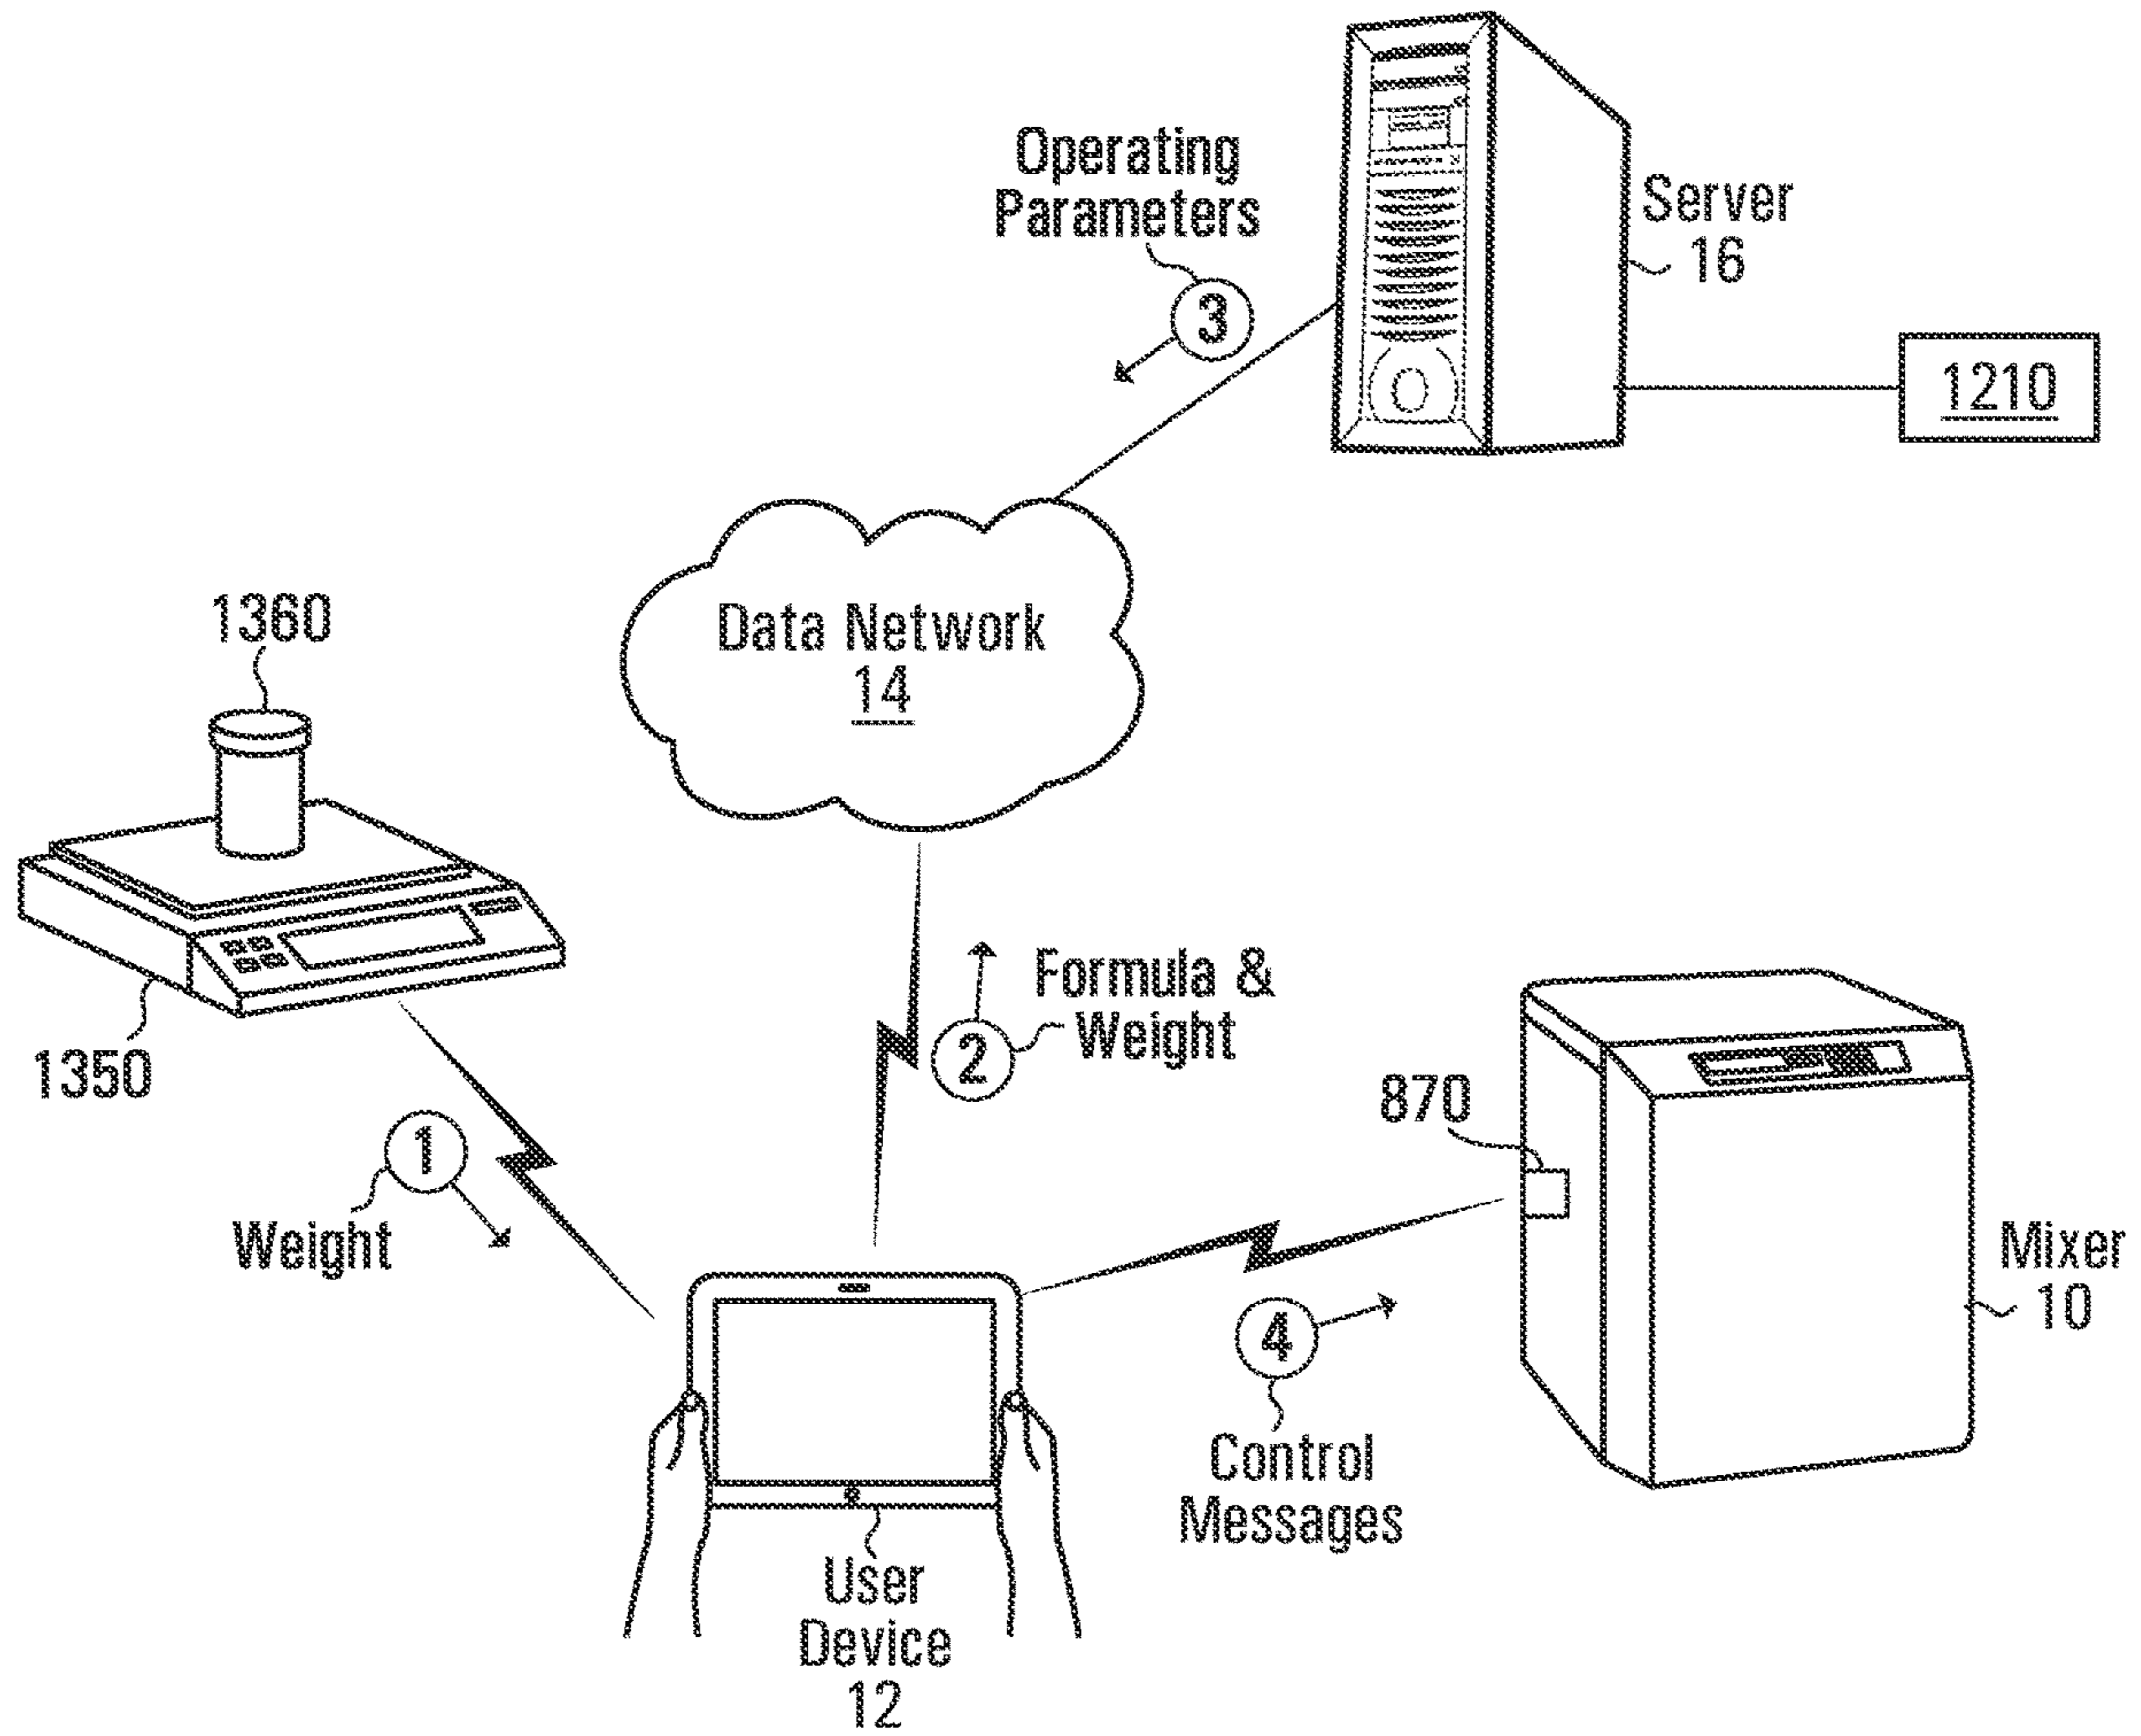 Operating
Parameters
3
Server
16
1210
Data Network
14
1360
1350
Formula &
Weight
2
1
Weight
870
Mixer
10
4
Control
Messages
User
Device
12